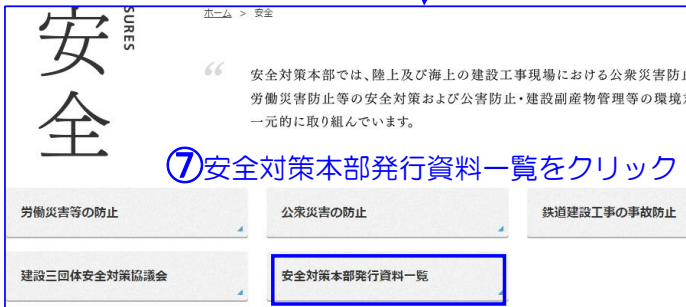 安全
SURES
ホーム > 安全
“ 安全対策本部では、陸上及び海上の建設工事現場における公衆災害防止
労働災害防止等の安全対策および公害防止・建設副産物管理等の環境
一元的に取り組んでいます。
⑦安全対策本部発行資料一覧をクリック
労働災害等の防止
公衆災害の防止
鉄道建設工事の事故防止
建設三団体安全対策協議会
安全対策本部発行資料一覧